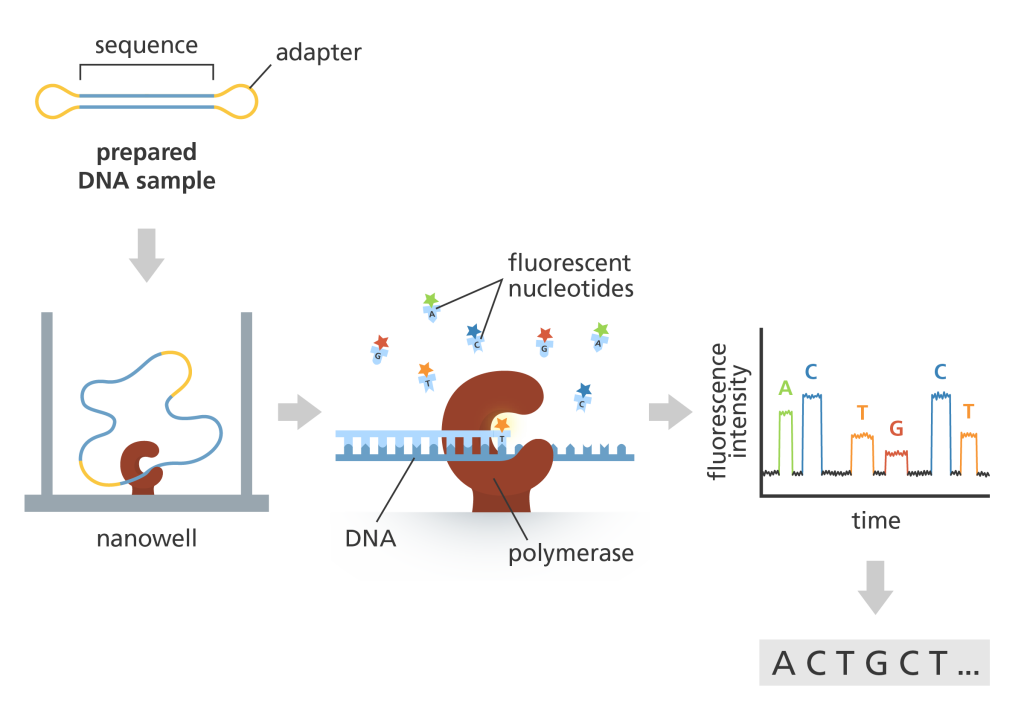 sequence
adapter
prepared
DNA sample
nanowell
fluorescent
nucleotides
A
C
G
G
A
T
C
T
DNA
polymerase
fluorescence
intensity
A
C
T
G
C
T
time
A C T G C T ...